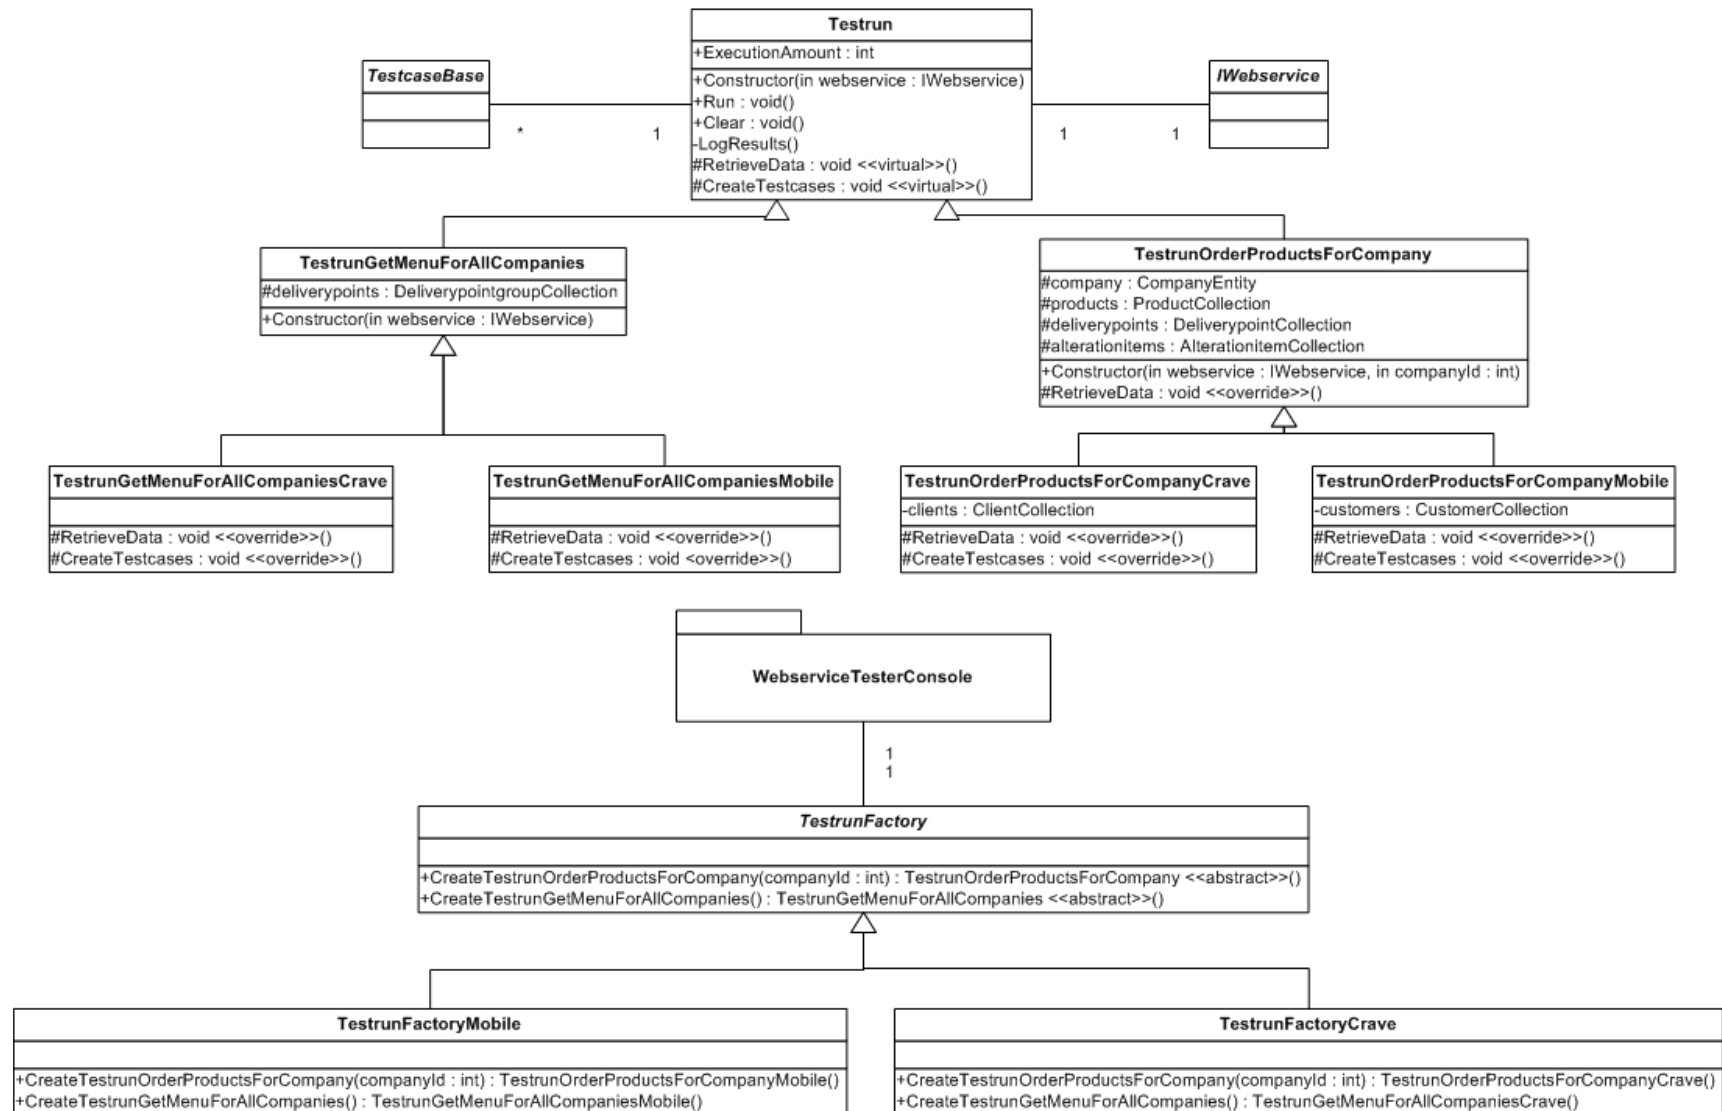 Testrun
+ExecutionAmount : int
+Constructor(in webservice : IWebservice)
+Run : void()
+Clear : void()
-LogResults()
#RetrieveData : void <<virtual>>()
#CreateTestcases : void <<virtual>>()
TestcaseBase
* 1
IWebservice
1 1
TestrunGetMenuForAllCompanies
#deliverypoints : DeliverypointgroupCollection
+Constructor(in webservice : IWebservice)
TestrunOrderProductsForCompany
#company : CompanyEntity
#products : ProductCollection
#deliverypoints : DeliverypointCollection
#alterationitems : AlterationitemCollection
+Constructor(in webservice : IWebservice, in companyId : int)
#RetrieveData : void <<override>>()
TestrunGetMenuForAllCompaniesCrave
#RetrieveData : void <<override>>()
#CreateTestcases : void <<override>>()
TestrunGetMenuForAllCompaniesMobile
#RetrieveData : void <<override>>()
#CreateTestcases : void <override>>()
TestrunOrderProductsForCompanyCrave
-clients : ClientCollection
#RetrieveData : void <<override>>()
#CreateTestcases : void <<override>>()
TestrunOrderProductsForCompanyMobile
-customers : CustomerCollection
#RetrieveData : void <<override>>()
#CreateTestcases : void <<override>>()
WebserviceTesterConsole
1
1
TestrunFactory
+CreateTestrunOrderProductsForCompany(companyId : int) : TestrunOrderProductsForCompany <<abstract>>()
+CreateTestrunGetMenuForAllCompanies() : TestrunGetMenuForAllCompanies <<abstract>>()
TestrunFactoryMobile
+CreateTestrunOrderProductsForCompany(companyId : int) : TestrunOrderProductsForCompanyMobile()
+CreateTestrunGetMenuForAllCompanies() : TestrunGetMenuForAllCompaniesMobile()
TestrunFactoryCrave
+CreateTestrunOrderProductsForCompany(companyId : int) : TestrunOrderProductsForCompanyCrave()
+CreateTestrunGetMenuForAllCompanies() : TestrunGetMenuForAllCompaniesCrave()